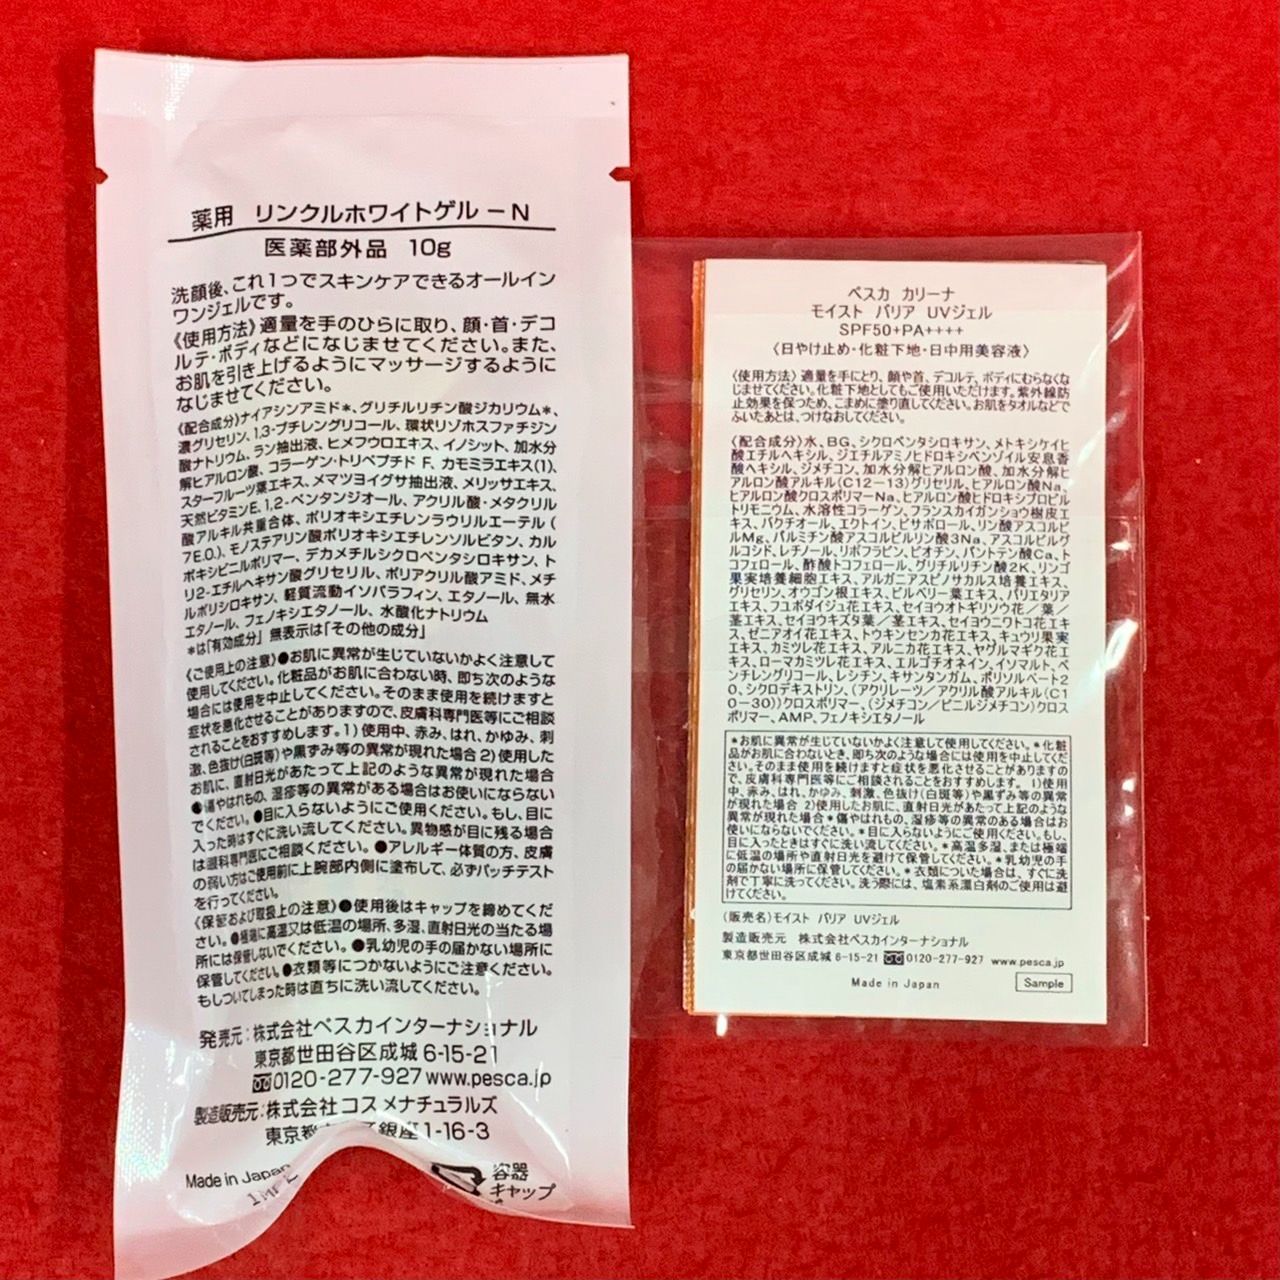 薬用 リンクルホワイトゲル－N
医薬部外品 10g
洗顔後、これ1つでスキンケアできるオールイン
ワンジェルです。
《使用方法》適量を手のひらに取り、顔・首・デコ
ルテ・ボディなどになじませてください。また、
お肌を引き上げるようにマッサージするように
なじませてください。
《配合成分》ナイアシンアミド*、グリチルリチン酸ジカリウム*、
濃グリセリン、1,3-ブチレングリコール、環状リゾホスファチジン
酸ナトリウム、ラン抽出液、ヒメフウロエキス、イノシット、加水分
解ヒアルロン酸、コラーゲン・トリペプチド F、カモミラエキス(1)、
スターフルーツ葉エキス、メマツヨイグサ抽出液、メリッサエキス、
天然ビタミンE、1,2-ペンタンジオール、アクリル酸・メタクリル
酸アルキル共重合体、ポリオキシエチレンラウリルエーテル(
7E.O.)、モノステアリン酸ポリオキシエチレンソルビタン、カル
ボキシビニルポリマー、デカメチルシクロペンタシロキサン、ト
リ2-エチルヘキサン酸グリセリル、ポリアクリル酸アミド、メチ
ルポリシロキサン、軽質流動イソパラフィン、エタノール、無水
エタノール、フェノキシエタノール、水酸化ナトリウム
*は「有効成分」 無表示は「その他の成分」
《ご使用上の注意》●お肌に異常が生じていないかよく注意して
使用してください。化粧品がお肌に合わない時、即ち次のような
場合には使用を中止してください。そのまま使用を続けますと
症状を悪化させることがありますので、皮膚科専門医等にご相談
されることをおすすめします。1)使用中、赤み、はれ、かゆみ、刺
激、色抜け(白斑等)や黒ずみ等の異常が現れた場合 2)使用した
お肌に、直射日光があたって上記のような異常が現れた場合
●傷やはれもの、湿疹等の異常がある場合はお使いにならない
でください。●目に入らないようにご使用ください。もし、目に
入った時はすぐに洗い流してください。異物感が目に残る場合
は眼科専門医にご相談ください。●アレルギー体質の方、皮膚
の弱い方はご使用前に上腕部内側に塗布して、必ずパッチテスト
を行ってください。
《保管および取扱上の注意》●使用後はキャップを締めてくだ
さい。●極端に高温又は低温の場所、多湿、直射日光の当たる場
所には保管しないでください。●乳幼児の手の届かない場所に
保管してください。●衣類等につかないようにご注意ください。
もしついてしまった時は直ちに洗い流してください。
発売元：株式会社ペスカインターナショナル
東京都世田谷区成城 6-15-21
0120-277-927 www.pesca.jp
製造販売元：株式会社コスメナチュラルズ
銀座1-16-3
Made in Japan
容器
キャップ
ペスカ カリーナ
モイスト バリア UVジェル
SPF50+PA++++
〈日やけ止め・化粧下地・日中用美容液〉
〈使用方法〉適量を手にとり、顔や首、デコルテ、ボディにむらなくな
じませてください。化粧下地としてもご使用いただけます。紫外線防
止効果を保つため、こまめに塗り直してください。お肌をタオルなどで
ふいたあとは、つけなおしてください。
〈配合成分〉水、BG、シクロペンタシロキサン、メトキシケイヒ
酸エチルヘキシル、ジエチルアミノヒドロキシベンゾイル安息香
酸ヘキシル、ジメチコン、加水分解ヒアルロン酸、加水分解ヒ
アルロン酸アルキル(C12-13)グリセリル、ヒアルロン酸Na、
ヒアルロン酸クロスポリマーNa、ヒアルロン酸ヒドロキシプロピル
トリモニウム、水溶性コラーゲン、フランスカイガンショウ樹皮エ
キス、バクチオール、エクトイン、ビサボロール、リン酸アスコルビ
ルMg、パルミチン酸アスコルビルリン酸3Na、アスコルビルグ
ルコシド、レチノール、リボフラビン、ビオチン、パントテン酸Ca、ト
コフェロール、酢酸トコフェロール、グリチルリチン酸2K、リンゴ
果実培養細胞エキス、アルガニアスピノサカルス培養エキス、
グリセリン、オウゴン根エキス、ビルベリー葉エキス、パリエタリア
エキス、フユボダイジュ花エキス、セイヨウオトギリソウ花／葉／
茎エキス、セイヨウキズタ葉／茎エキス、セイヨウニワトコ花エキ
ス、ゼニアオイ花エキス、トウキンセンカ花エキス、キュウリ果実
エキス、カミツレ花エキス、アルニカ花エキス、ヤグルマギク花エ
キス、ローマカミツレ花エキス、エルゴチオネイン、イソマルト、ペ
ンチレングリコール、レシチン、キサンタンガム、ポリソルベート2
0、シクロデキストリン、(アクリレーツ／アクリル酸アルキル(C1
0-30))クロスポリマー、(ジメチコン／ビニルジメチコン)クロス
ポリマー、AMP、フェノキシエタノール
*お肌に異常が生じていないかよく注意して使用してください。*化粧
品がお肌に合わないとき、即ち次のような場合には使用を中止してくだ
さい。そのまま使用を続けますと症状を悪化させることがありますの
で、皮膚科専門医等にご相談されることをおすすめします。 1)使用
中、赤み、はれ、かゆみ、刺激、色抜け(白斑等)や黒ずみ等の異常
が現れた場合 2)使用したお肌に、直射日光があたって上記のような
異常が現れた場合*傷やはれもの、湿疹等の異常のある場合はお
使いにならないでください。*目に入らないようにご使用ください。もし、
目に入ったときはすぐに洗い流してください。*高温多湿、または極端
に低温の場所や直射日光を避けて保管してください。*乳幼児の手
の届かない場所に保管してください。*衣類についた場合は、すぐに洗
剤で丁寧に洗ってください。洗う際には、塩素系漂白剤のご使用は避
けてください。
〈販売名〉モイスト バリア UVジェル
製造販売元 株式会社ペスカインターナショナル
東京都世田谷区成城 6-15-21 0120-277-927 www.pesca.jp
Made in Japan
Sample